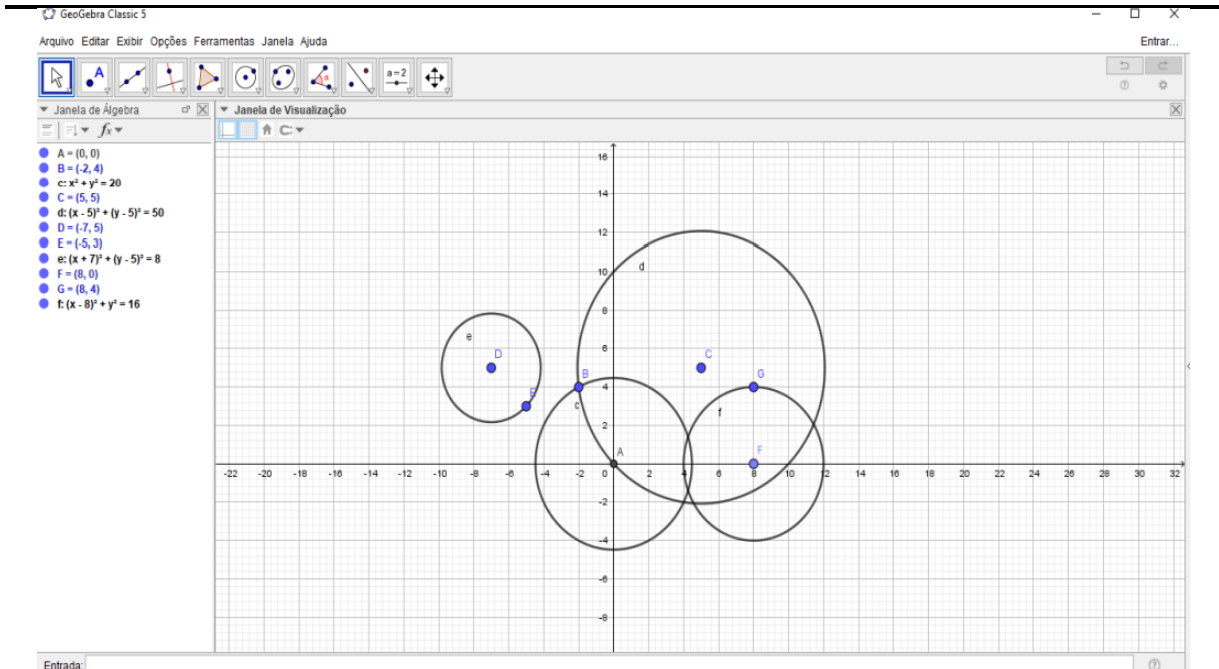 GeoGebra Classic 5
Arquivo Editar Exibir Opções Ferramentas Janela Ajuda
Entrar...
A
a=2
Janela de Álgebra
Janela de Visualização
fx
A = (0, 0)
B = (-2, 4)
c: x² + y² = 20
C = (5, 5)
d: (x - 5)² + (y - 5)² = 50
D = (-7, 5)
E = (-5, 3)
e: (x + 7)² + (y - 5)² = 8
F = (8, 0)
G = (8, 4)
f: (x - 8)² + y² = 16
16
14
12
d
10
8
e
6
D
C
B
G
4
E
c
f
2
A
F
-22 -20 -18 -16 -14 -12 -10 -8 -6 -4 -2 0 2 4 6 8 10 12 14 16 18 20 22 24 26 28 30 32
-2
-4
-6
-8
Entrada: